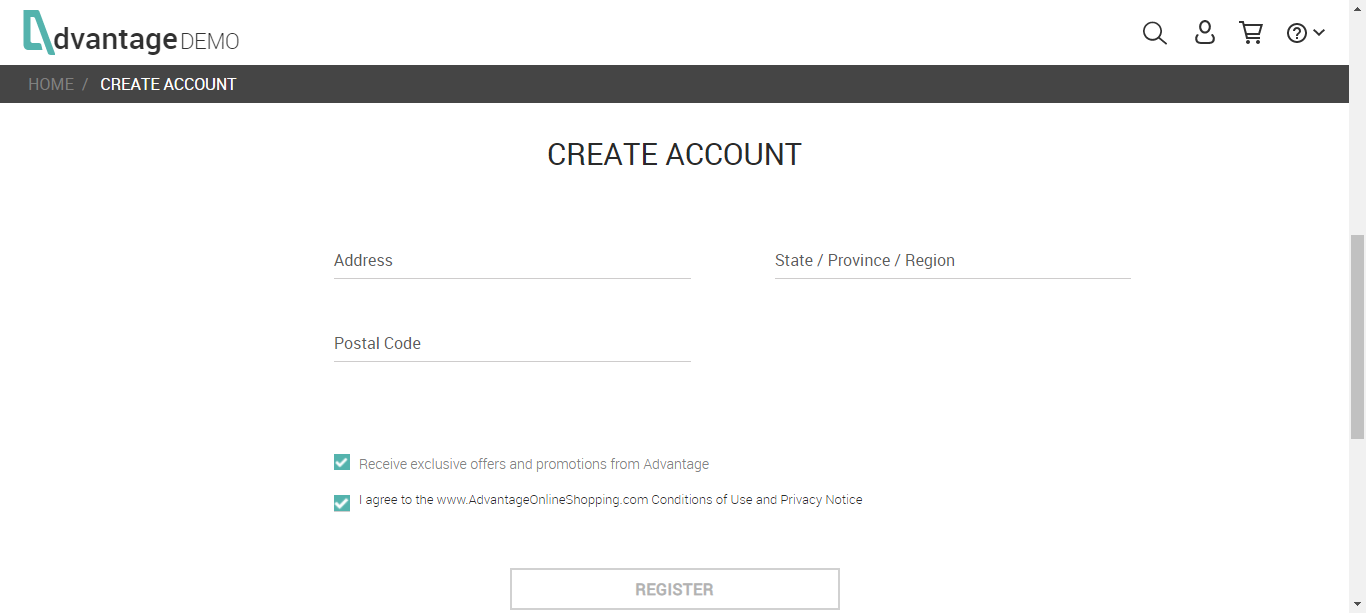 dvantage DEMO
HOME / CREATE ACCOUNT
CREATE ACCOUNT
Address
State / Province / Region
Postal Code
Receive exclusive offers and promotions from Advantage
I agree to the www.AdvantageOnlineShopping.com Conditions of Use and Privacy Notice
REGISTER